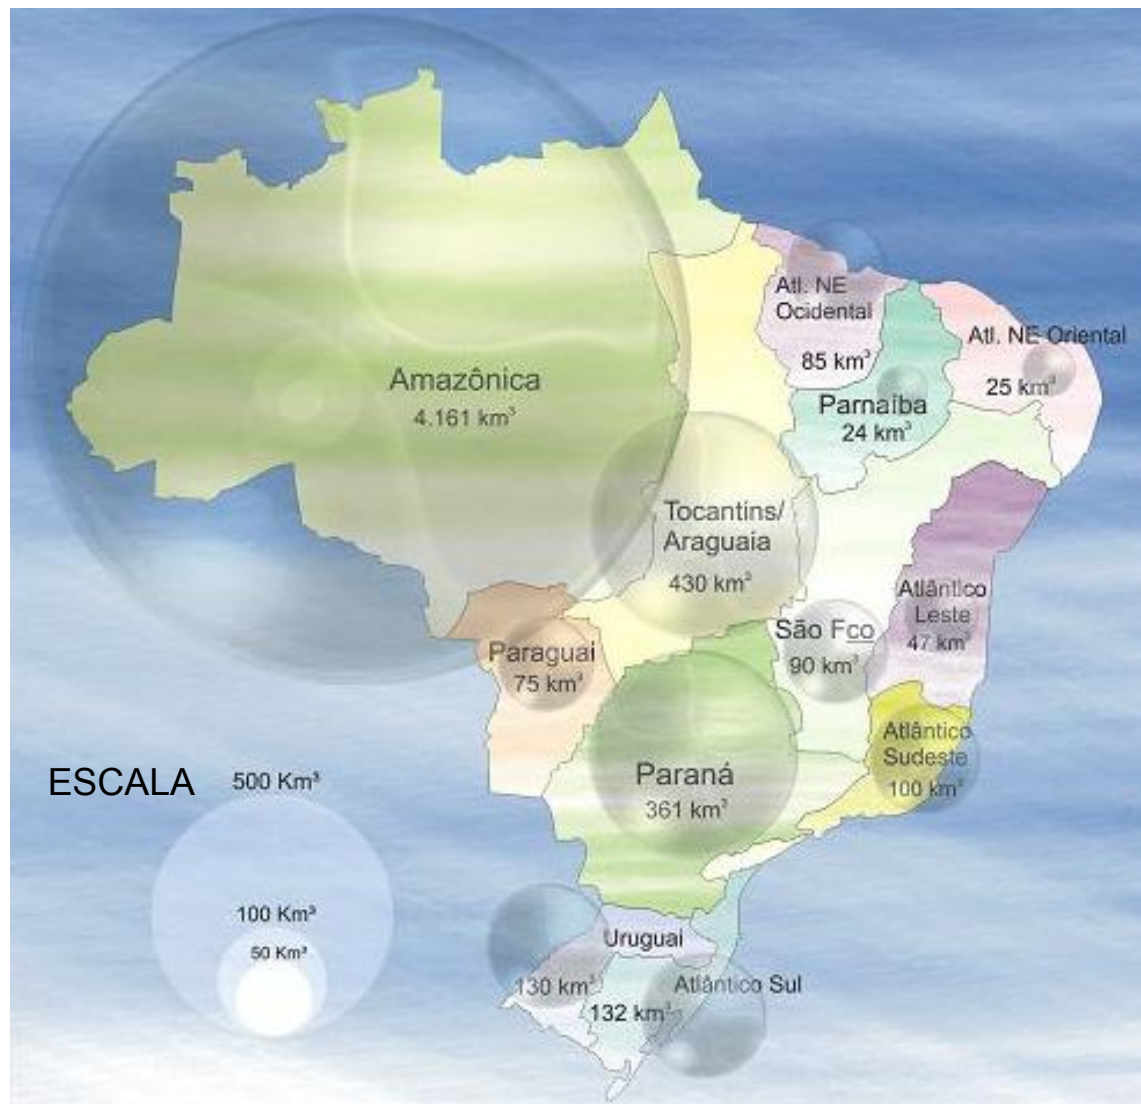 Atl. NE
Ocidental
85 km³
Atl. NE Oriental
25 km³
Amazônica
4.161 km³
Parnaíba
24 km³
Tocantins/
Araguaia
430 km³
Atlântico
Leste
47 km³
São Fco
90 km³
Paraguai
75 km³
Atlântico
Sudeste
100 km³
Paraná
361 km³
ESCALA
500 Km³
100 Km³
50 Km³
Uruguai
130 km³
Atlântico Sul
132 km³